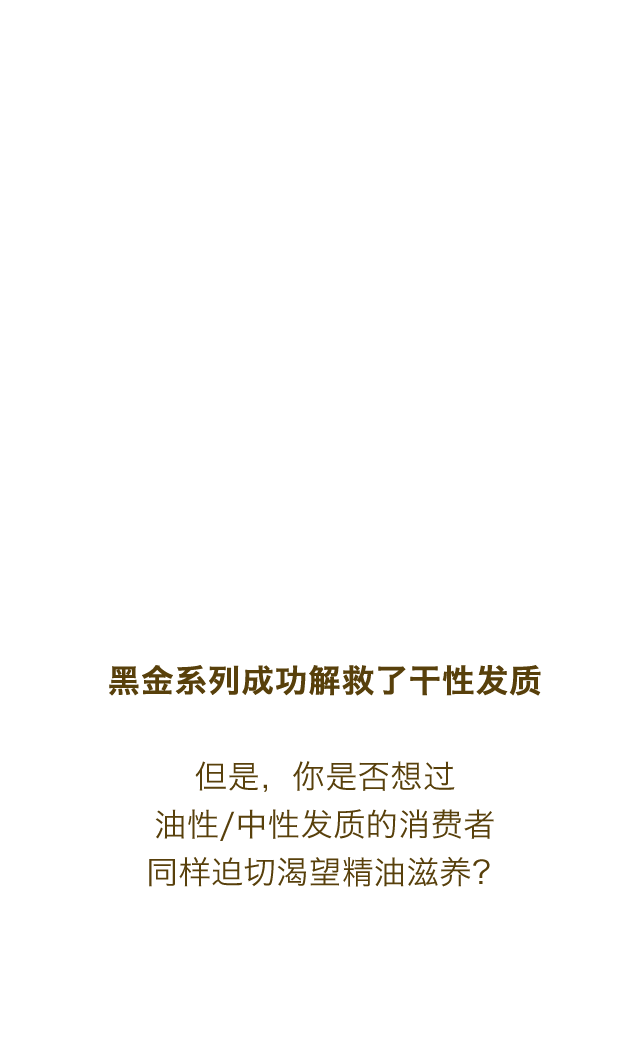 黑金系列成功解救了干性发质
但是，你是否想过
油性/中性发质的消费者
同样迫切渴望精油滋养？